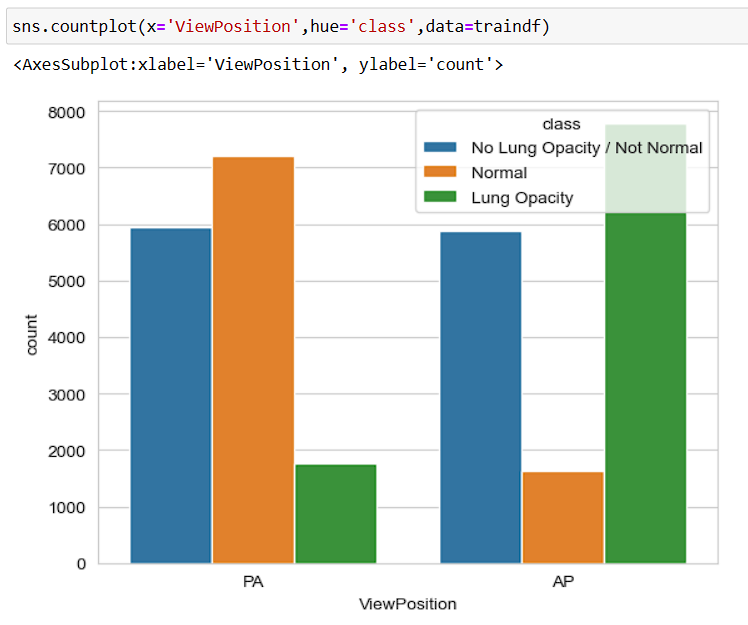 sns.countplot(x='ViewPosition',hue='class',data=traindf)
<AxesSubplot:xlabel='ViewPosition', ylabel='count'>
class
No Lung Opacity / Not Normal
Normal
Lung Opacity
8000
7000
6000
5000
4000
3000
2000
1000
0
count
PA
AP
ViewPosition